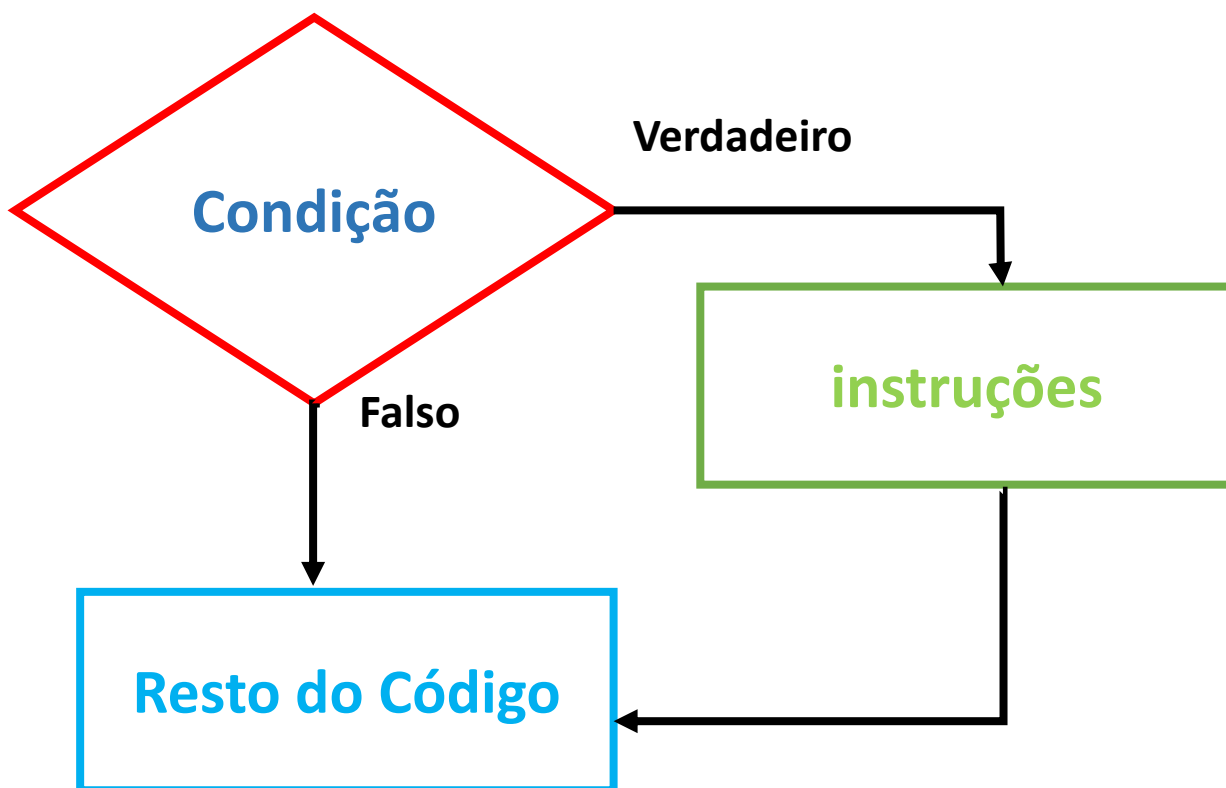 Verdadeiro
Condição
instruções
Falso
Resto do Código